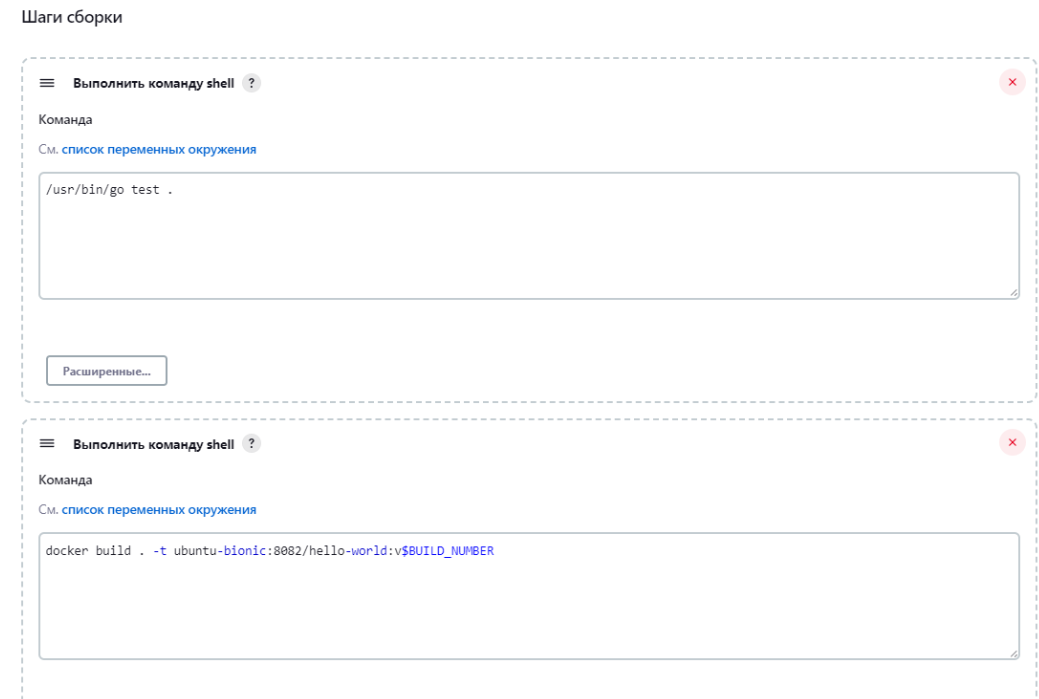 Шаги сборки
Выполнить команду shell ?
Команда
См. список переменных окружения
/usr/bin/go test .
Расширенные...
Выполнить команду shell ?
Команда
См. список переменных окружения
docker build . -t ubuntu-bionic:8082/hello-world:v$BUILD_NUMBER